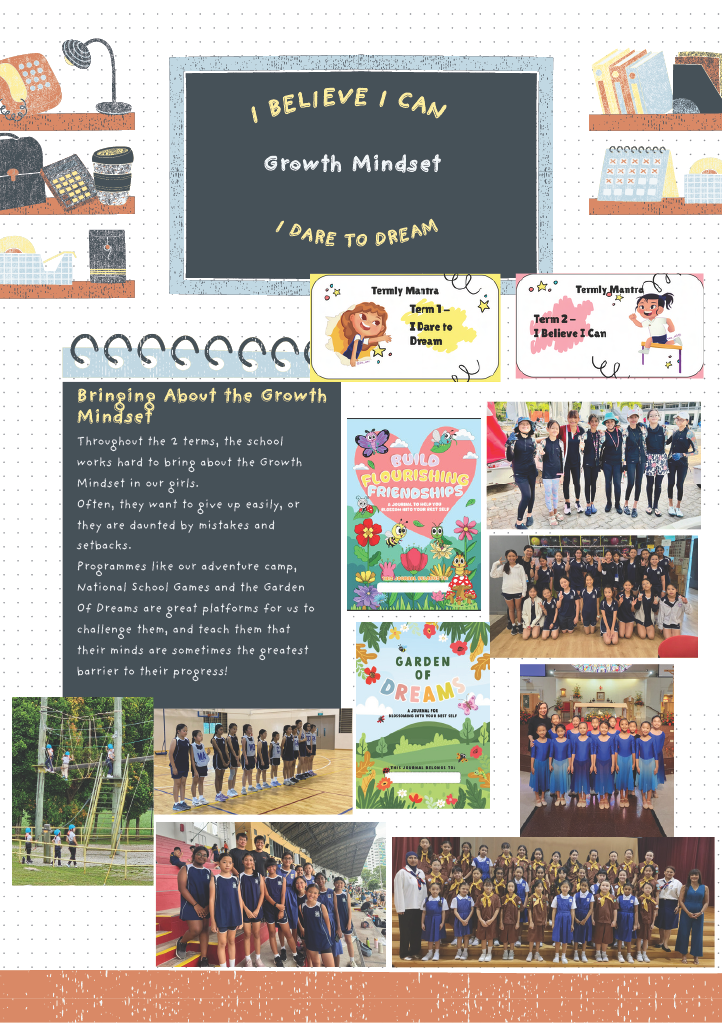 I BELIEVE I CAN
Growth Mindset
I DARE TO DREAM
Termly Mantra
Term 1 –
I Dare to
Dream
Termly Mantra
Term 2 –
I Believe I Can
Bringing About the Growth
Mindset
Throughout the 2 terms, the school
works hard to bring about the Growth
Mindset in our girls.
Often, they want to give up easily, or
they are daunted by mistakes and
setbacks.
Programmes like our adventure camp,
National School Games and the Garden
Of Dreams are great platforms for us to
challenge them, and teach them that
their minds are sometimes the greatest
barrier to their progress!
BUILD
FLOURISHING
FRIENDSHIPS
A JOURNAL TO HELP YOU
BLOSSOM INTO YOUR BEST SELF
THIS JOURNAL BELONGS TO:
GARDEN
OF
DREAMS
A JOURNAL FOR
BLOSSOMING INTO YOUR BEST SELF
THIS JOURNAL BELONGS TO: